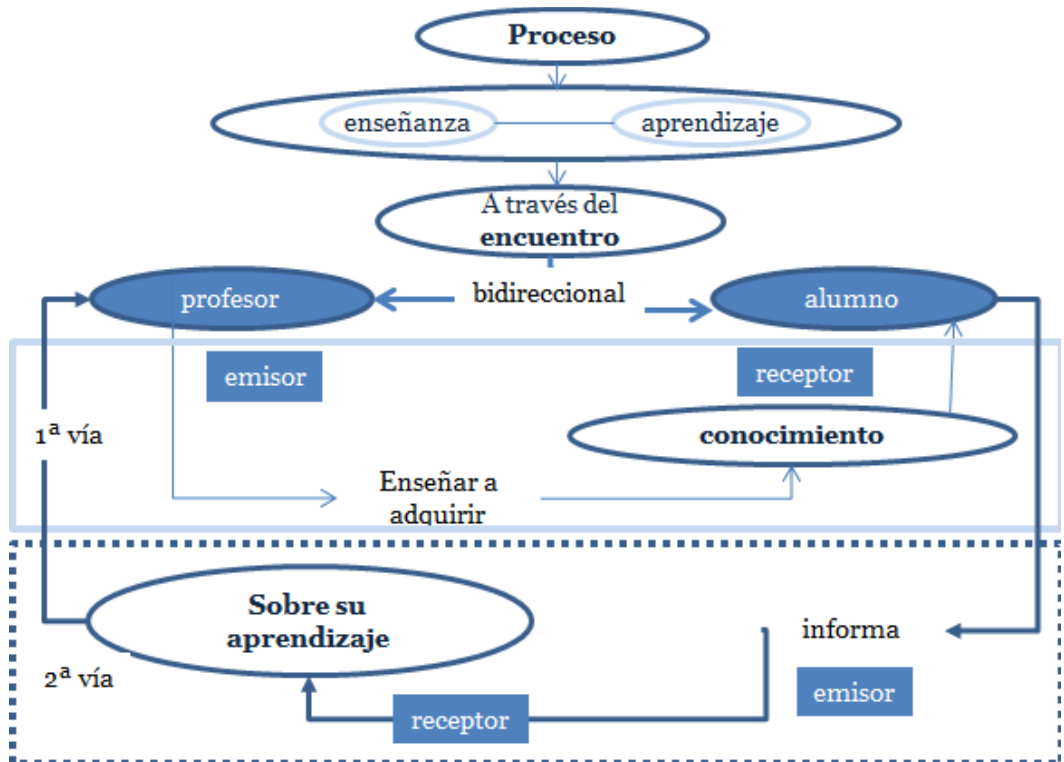 Proceso
enseñanza
aprendizaje
A través del
encuentro
profesor
bidireccional
alumno
emisor
receptor
1ª vía
conocimiento
Enseñar a
adquirir
Sobre su
aprendizaje
informa
2ª vía
emisor
receptor